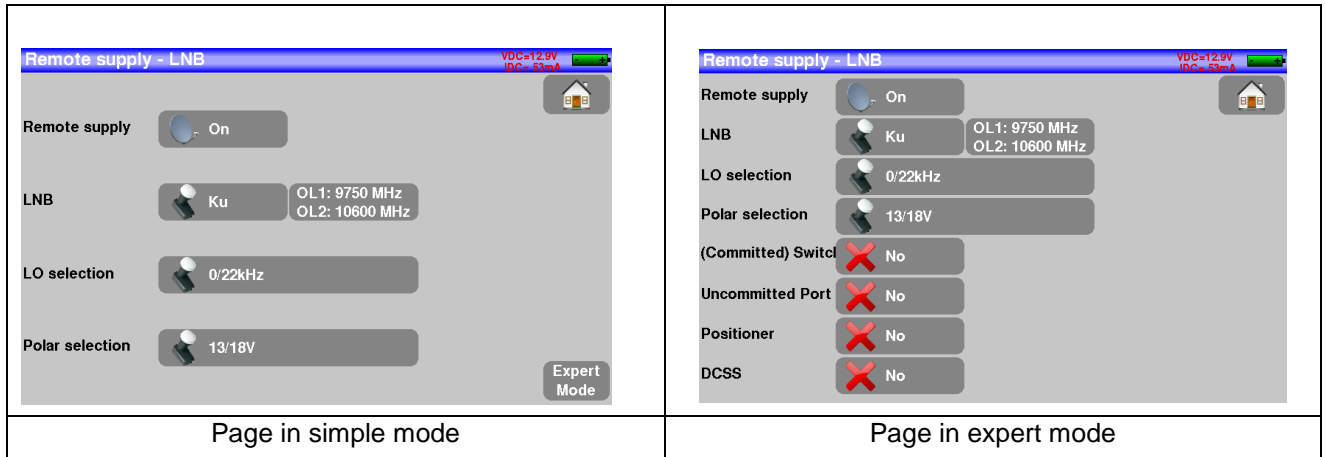 Remote supply - LNB
VDC=12.9V
IDC= 53mA
Remote supply
On
LNB
Ku
OL1: 9750 MHz
OL2: 10600 MHz
LO selection
0/22kHz
Polar selection
13/18V
Expert
Mode
Page in simple mode
Remote supply - LNB
VDC=12.9V
IDC= 53mA
Remote supply
On
LNB
Ku
OL1: 9750 MHz
OL2: 10600 MHz
LO selection
0/22kHz
Polar selection
13/18V
(Committed) Switcl
No
Uncommitted Port
No
Positioner
No
DCSS
No
Page in expert mode